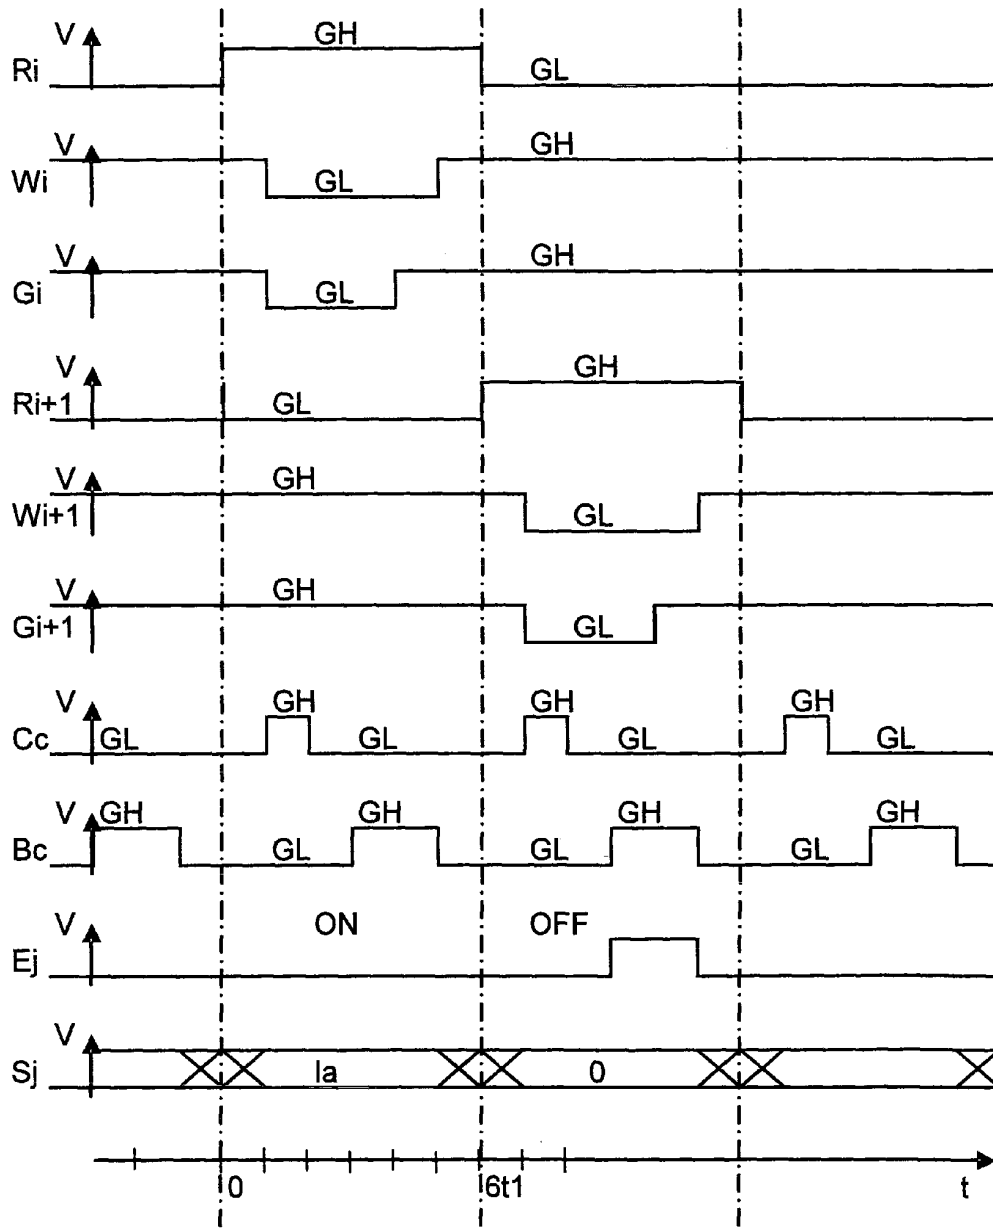 V GH
Ri GL
V GH
Wi GL
V GH
Gi GL
V GH
Ri+1 GL
V GH
Wi+1 GL
V GH
Gi+1 GL
V GH GH GH
Cc GL GL GL GL
V GH GH GH GH
Bc GL GL GL
V ON OFF
Ej
V
Sj Ia 0
0 6t1 t